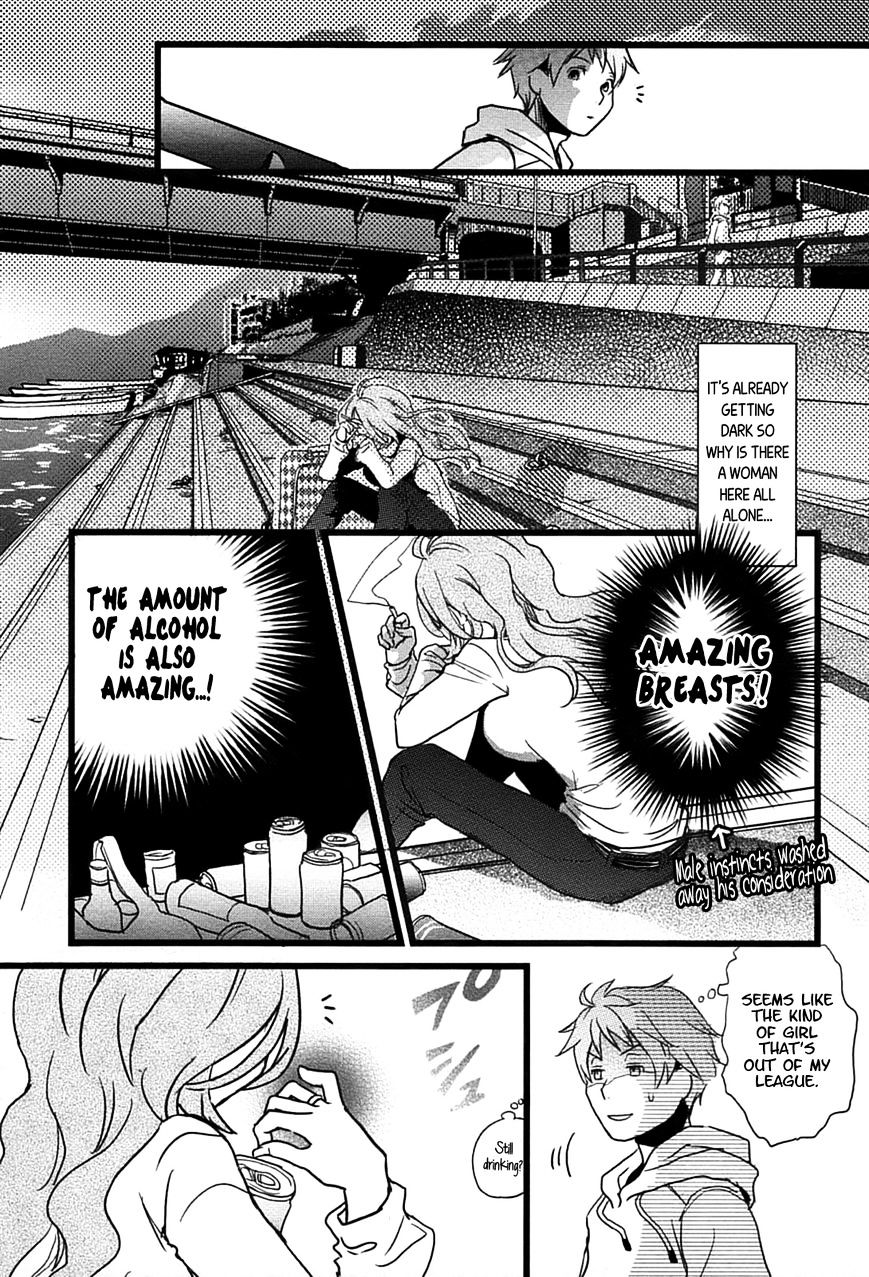 IT'S ALREADY
GETTING
DARK SO
WHY IS THERE
A WOMAN
HERE ALL
ALONE...
AMAZING
BREASTS!
Male instincts washed
away his consideration
THE AMOUNT
OF ALCOHOL
IS ALSO
AMAZING...!
SEEMS LIKE
THE KIND
OF GIRL
THAT'S
OUT OF MY
LEAGUE.
Still
drinking?
プシ